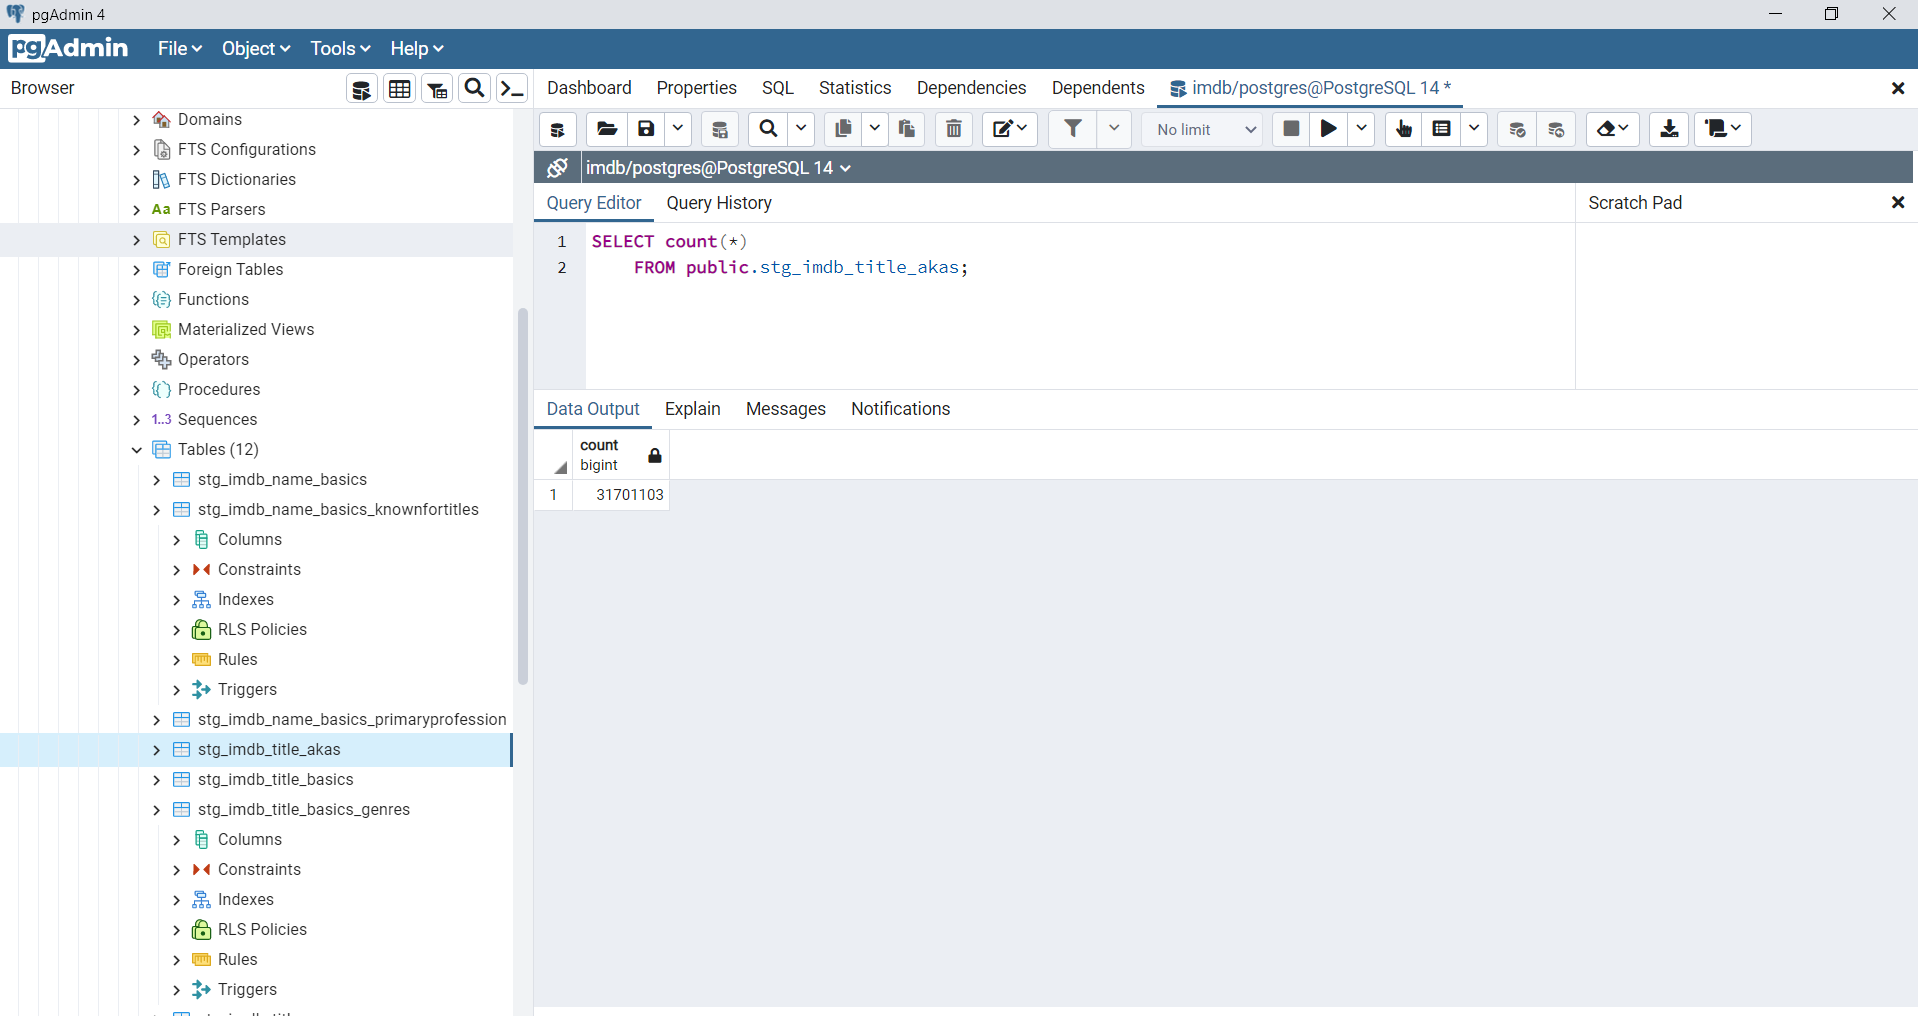 pgAdmin 4
pgAdmin File Object Tools Help
Browser
Dashboard Properties SQL Statistics Dependencies Dependents imdb/postgres@PostgreSQL 14 *
No limit
imdb/postgres@PostgreSQL 14
Query Editor Query History
Scratch Pad
1 SELECT count(*)
2 FROM public.stg_imdb_title_akas;
Data Output Explain Messages Notifications
count
bigint
1 31701103
Domains
FTS Configurations
FTS Dictionaries
Aa FTS Parsers
FTS Templates
Foreign Tables
Functions
Materialized Views
Operators
Procedures
1..3 Sequences
Tables (12)
stg_imdb_name_basics
stg_imdb_name_basics_knownfortitles
Columns
Constraints
Indexes
RLS Policies
Rules
Triggers
stg_imdb_name_basics_primaryprofession
stg_imdb_title_akas
stg_imdb_title_basics
stg_imdb_title_basics_genres
Columns
Constraints
Indexes
RLS Policies
Rules
Triggers